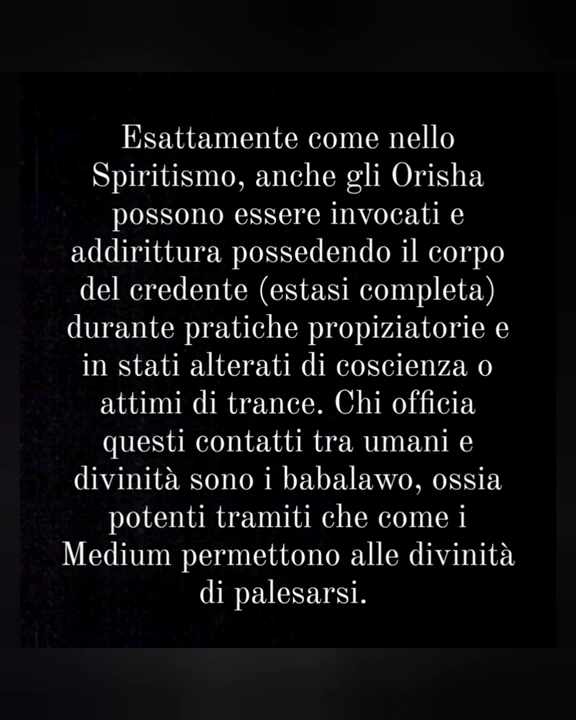 Esattamente come nello
Spiritismo, anche gli Orisha
possono essere invocati e
addirittura possedendo il corpo
del credente (estasi completa)
durante pratiche propiziatorie e
in stati alterati di coscienza o
attimi di trance. Chi officia
questi contatti tra umani e
divinità sono i babalawo, ossia
potenti tramiti che come i
Medium permettono alle divinità
di palesarsi.